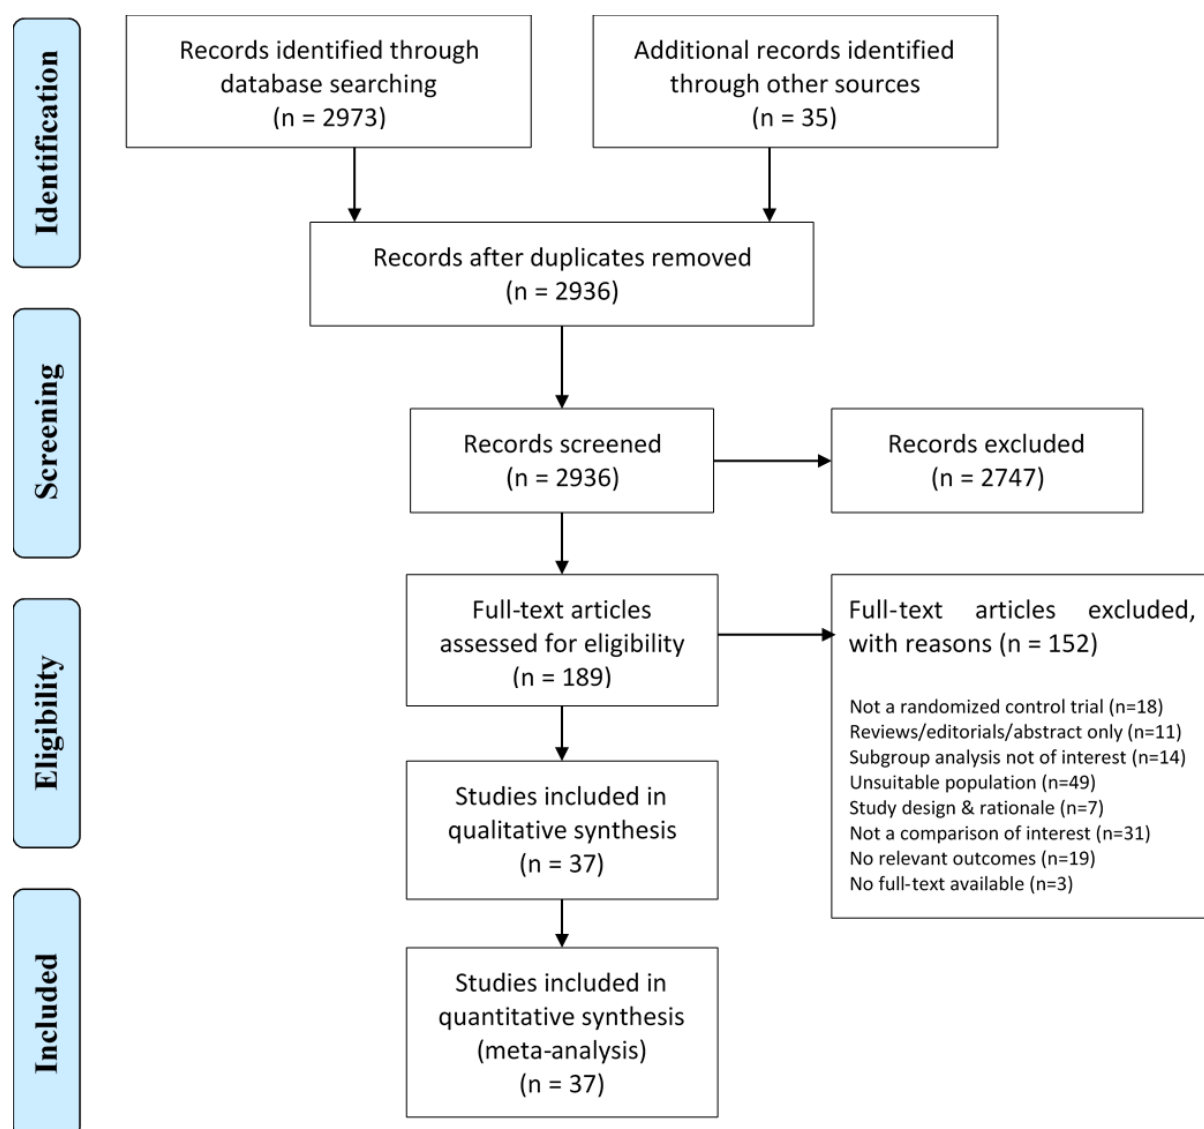 Identification
Records identified through
database searching
(n = 2973)
Additional records identified
through other sources
(n = 35)
Records after duplicates removed
(n = 2936)
Screening
Records screened
(n = 2936)
Records excluded
(n = 2747)
Eligibility
Full-text articles
assessed for eligibility
(n = 189)
Full-text articles excluded,
with reasons (n = 152)
Not a randomized control trial (n=18)
Reviews/editorials/abstract only (n=11)
Subgroup analysis not of interest (n=14)
Unsuitable population (n=49)
Study design & rationale (n=7)
Not a comparison of interest (n=31)
No relevant outcomes (n=19)
No full-text available (n=3)
Studies included in
qualitative synthesis
(n = 37)
Included
Studies included in
quantitative synthesis
(meta-analysis)
(n = 37)